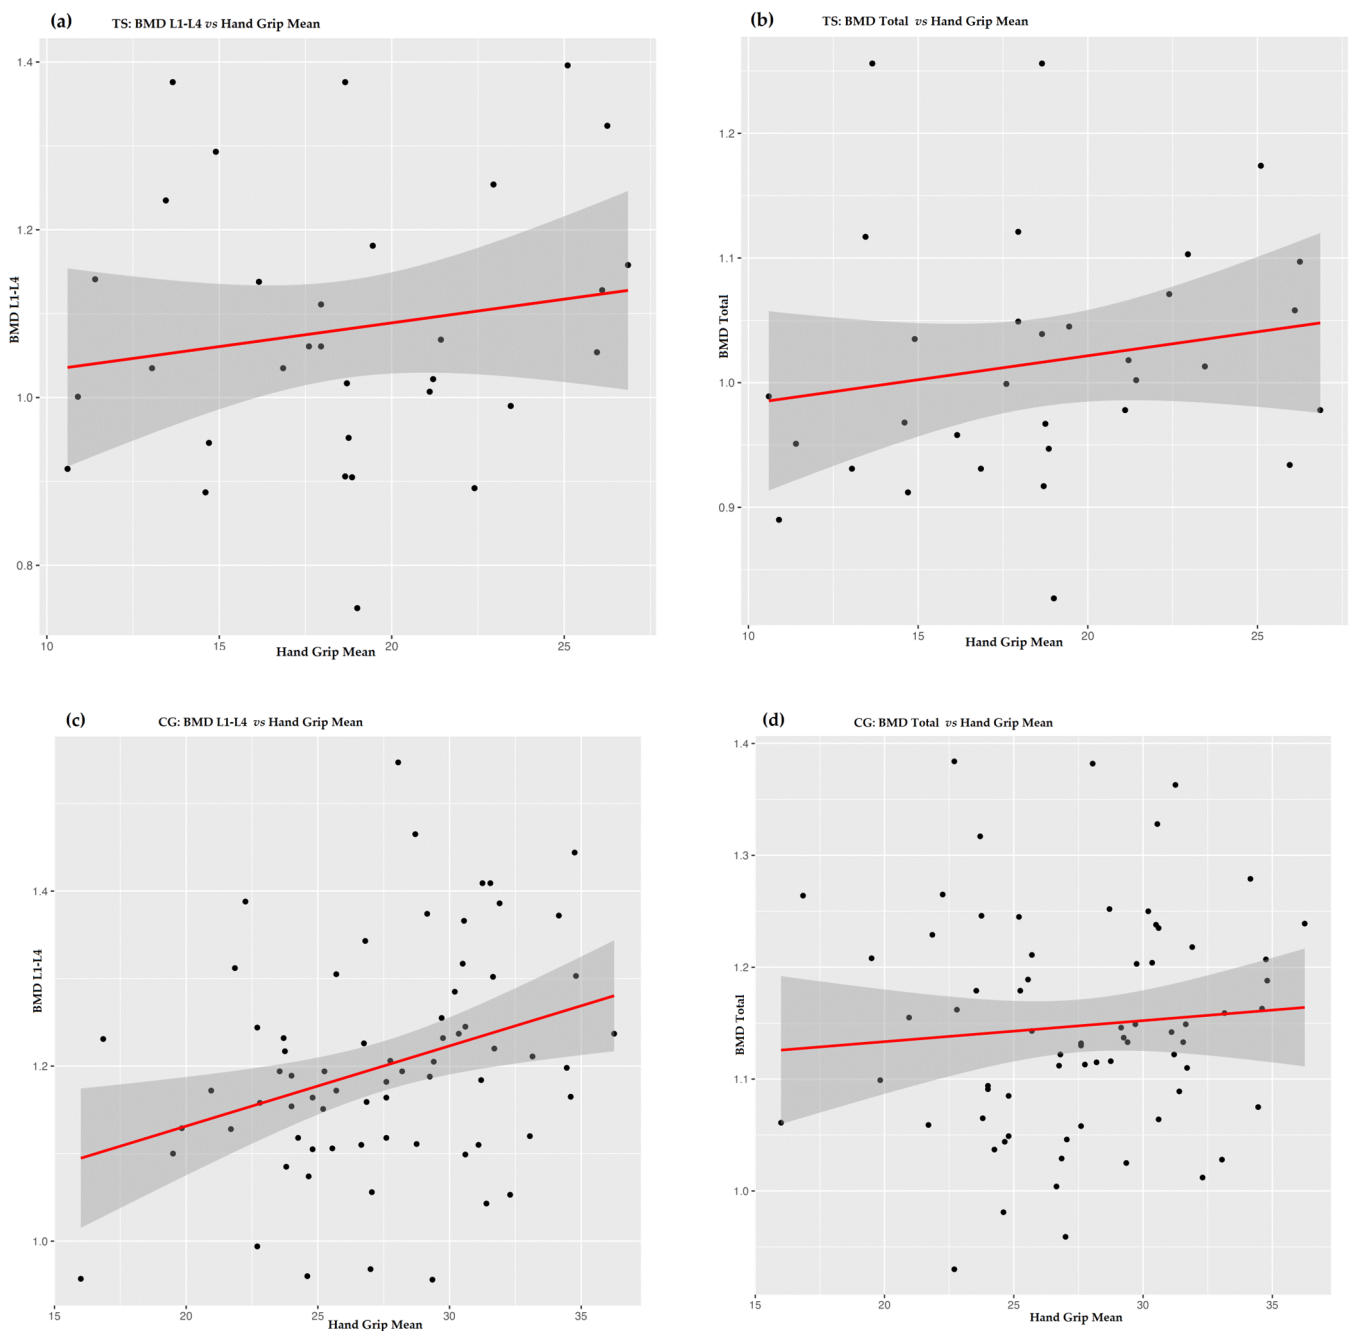 (a)
TS: BMD L1-L4 vs Hand Grip Mean
BMD L1-L4
1.4
1.2
1.0
0.8
10
15
20
25
Hand Grip Mean
(b)
TS: BMD Total vs Hand Grip Mean
BMD Total
1.2
1.1
1.0
0.9
10
15
20
25
Hand Grip Mean
(c)
CG: BMD L1-L4 vs Hand Grip Mean
BMD L1-L4
1.4
1.2
1.0
15
20
25
30
35
Hand Grip Mean
(d)
CG: BMD Total vs Hand Grip Mean
BMD Total
1.4
1.3
1.2
1.1
1.0
15
20
25
30
35
Hand Grip Mean